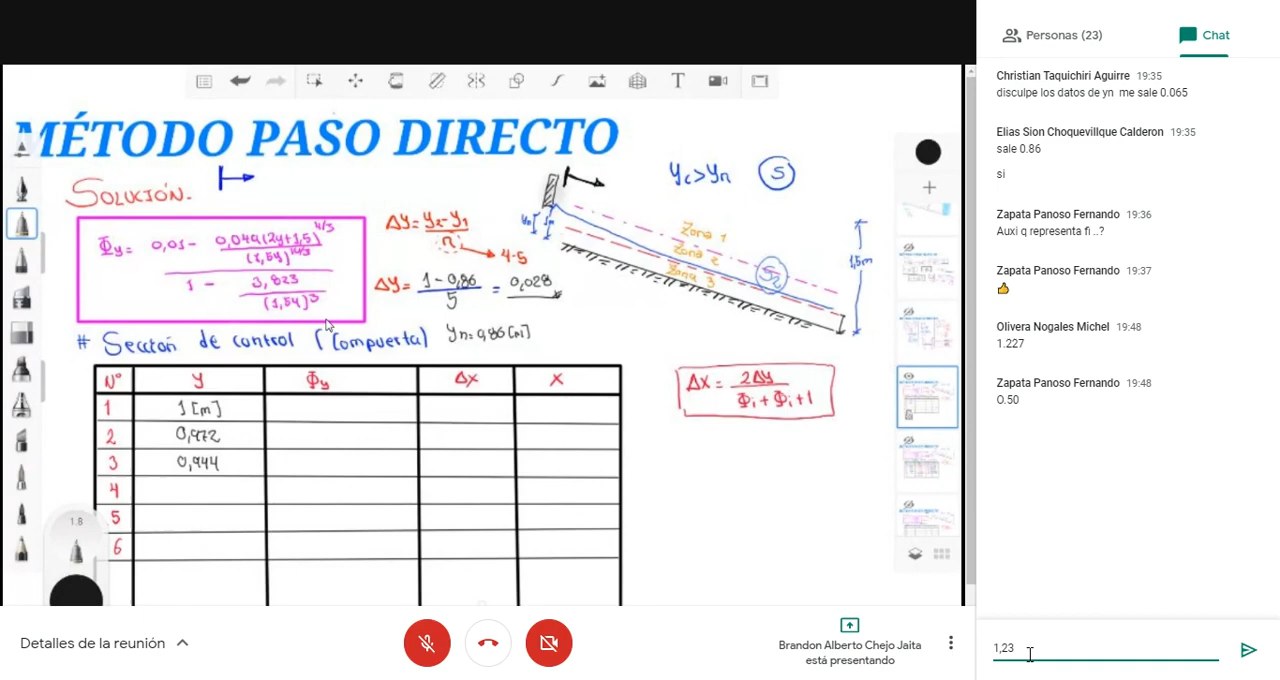 MÉTODO PASO DIRECTO
SOLUCIÓN.
Φy = 0,01 - 0,049(2y+1,5)^4/3
(1,5y)^10/3
1 - 3,823
(1,5y)^3
ΔY = Y2-Y1
n
4-5
ΔY = 1-0,86 = 0,028
5
Yc>Yn S
Zona 1
Zona 2
Zona 3
S2
1,5m
# Sección de control (Compuerta) Yn=0,86[m]
N° Y Φy ΔX X
1 1[m]
2 0,972
3 0,944
4
5
6
ΔX = 2ΔY
Φi + Φi+1
1.8
Personas (23)
Chat
Christian Taquichiri Aguirre 19:35
disculpe los datos de yn me sale 0.065
Elias Sion Choquevillque Calderon 19:35
sale 0.86
si
Zapata Panoso Fernando 19:36
Auxi q representa fi ..?
Zapata Panoso Fernando 19:37
👍
Olivera Nogales Michel 19:48
1.227
Zapata Panoso Fernando 19:48
0.50
1,23
Detalles de la reunión
Brandon Alberto Chejo Jaita
está presentando